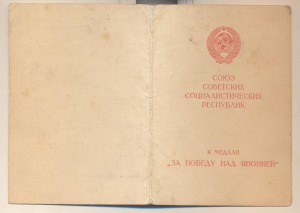 СОЮЗ
СОВЕТСКИХ
СОЦИАЛИСТИЧЕСКИХ
РЕСПУБЛИК
К МЕДАЛИ
„ЗА ПОБЕДУ НАД ЯПОНИЕЙ"